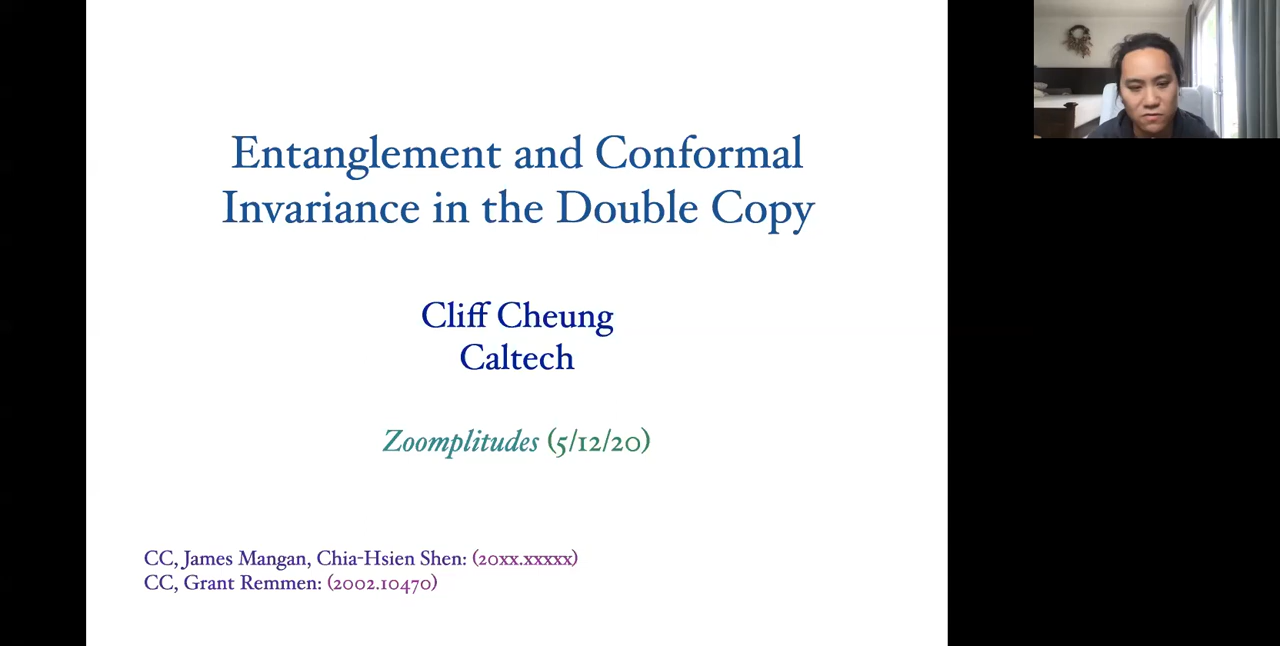 Entanglement and Conformal
Invariance in the Double Copy
Cliff Cheung
Caltech
Zoomplitudes (5/12/20)
CC, James Mangan, Chia-Hsien Shen: (20xx.xxxxx)
CC, Grant Remmen: (2002.10470)